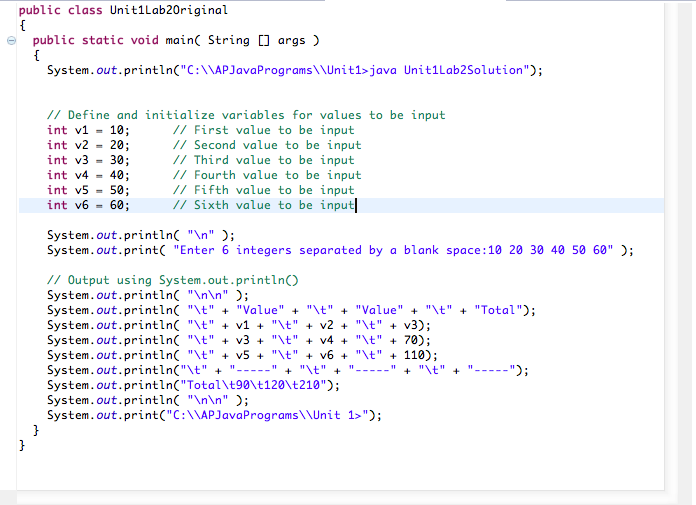 public class Unit1Lab2Original
{
public static void main( String [] args )
{
System.out.println("C:\\APJavaPrograms\\Unit1>java Unit1Lab2Solution");
// Define and initialize variables for values to be input
int v1 = 10; // First value to be input
int v2 = 20; // Second value to be input
int v3 = 30; // Third value to be input
int v4 = 40; // Fourth value to be input
int v5 = 50; // Fifth value to be input
int v6 = 60; // Sixth value to be input
System.out.println( "\n" );
System.out.print( "Enter 6 integers separated by a blank space:10 20 30 40 50 60" );
// Output using System.out.println()
System.out.println( "\n\n" );
System.out.println( "\t" + "Value" + "\t" + "Value" + "\t" + "Total");
System.out.println( "\t" + v1 + "\t" + v2 + "\t" + v3);
System.out.println( "\t" + v3 + "\t" + v4 + "\t" + 70);
System.out.println( "\t" + v5 + "\t" + v6 + "\t" + 110);
System.out.println("\t" + "-----" + "\t" + "-----" + "\t" + "-----");
System.out.println("Total\t90\t120\t210");
System.out.println( "\n\n" );
System.out.print("C:\\APJavaPrograms\\Unit 1>");
}
}